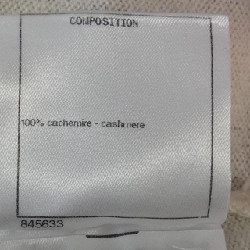 COMPOSITION
100% cachemire - cashmere
845633